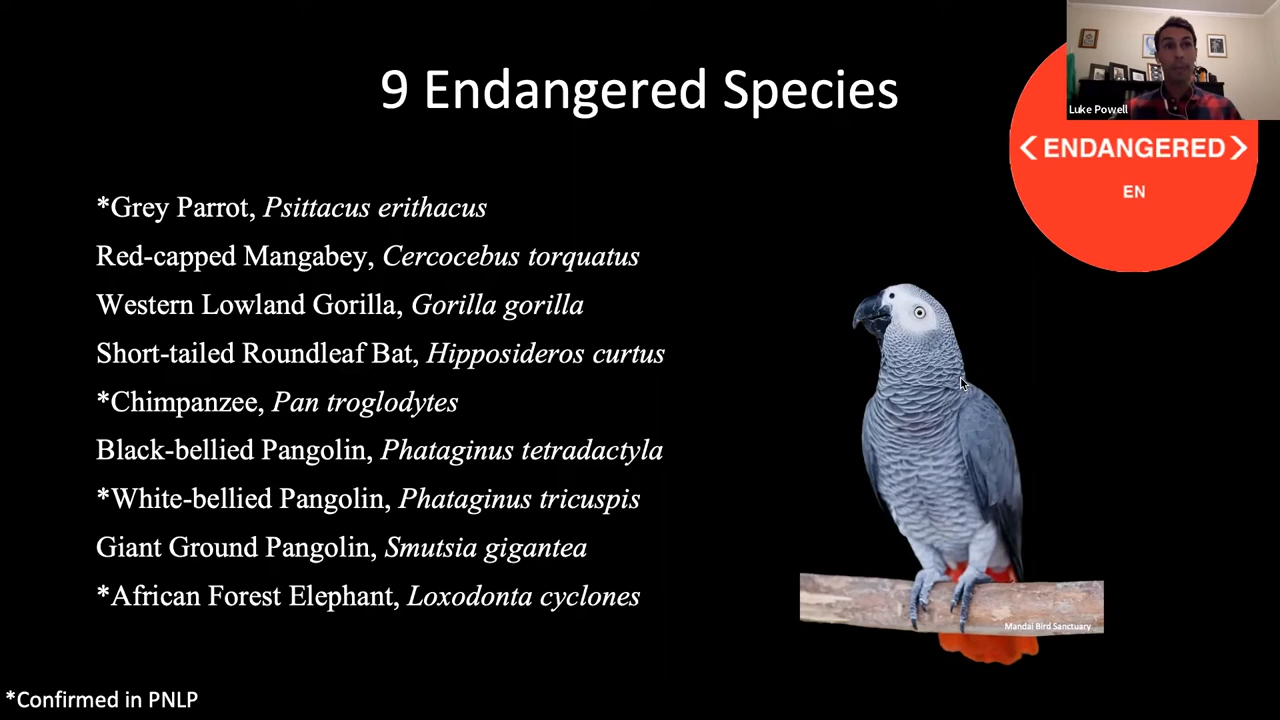 9 Endangered Species
Luke Powell
ENDANGERED
EN
*Grey Parrot, Psittacus erithacus
Red-capped Mangabey, Cercocebus torquatus
Western Lowland Gorilla, Gorilla gorilla
Short-tailed Roundleaf Bat, Hipposideros curtus
*Chimpanzee, Pan troglodytes
Black-bellied Pangolin, Phataginus tetradactyla
*White-bellied Pangolin, Phataginus tricuspis
Giant Ground Pangolin, Smutsia gigantea
*African Forest Elephant, Loxodonta cyclones
Mandai Bird Sanctuary
*Confirmed in PNLP